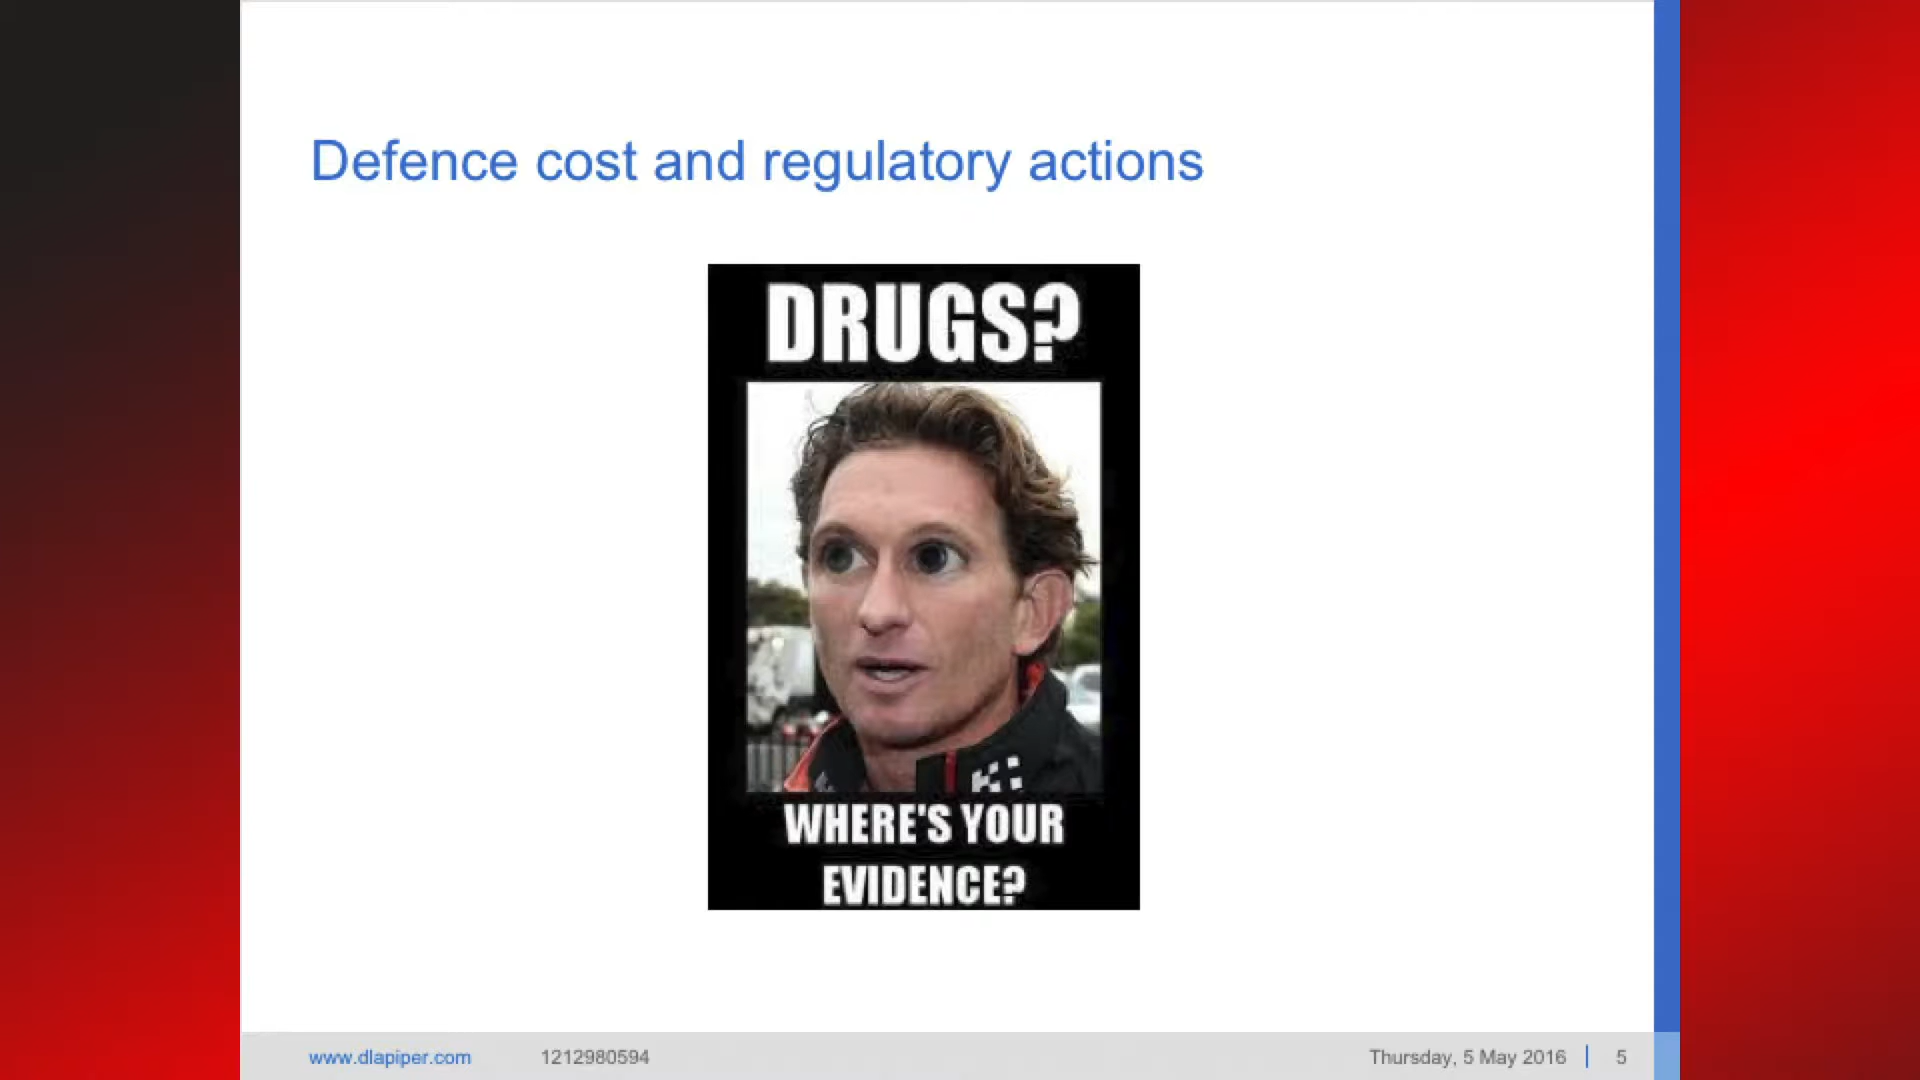 Defence cost and regulatory actions
DRUGS?
WHERE'S YOUR
EVIDENCE?
www.dlapiper.com 1212980594 Thursday, 5 May 2016 5